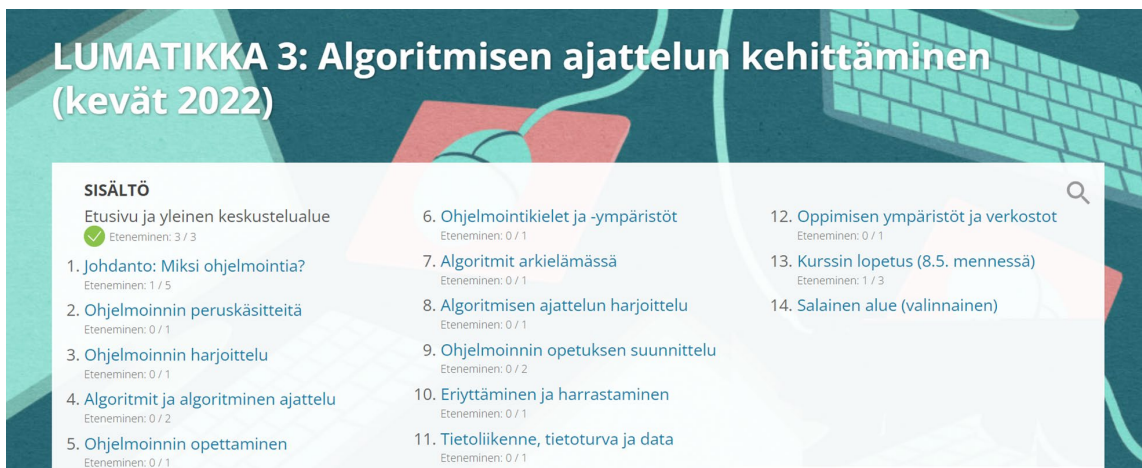 LUMATIKKA 3: Algoritmisen ajattelun kehittäminen
(kevät 2022)
SISÄLTÖ
Etusivu ja yleinen keskustelualue
Eteneminen: 3 / 3
1. Johdanto: Miksi ohjelmointia?
Eteneminen: 1 / 5
2. Ohjelmoinnin peruskäsitteitä
Eteneminen: 0 / 1
3. Ohjelmoinnin harjoittelu
Eteneminen: 0 / 1
4. Algoritmit ja algoritminen ajattelu
Eteneminen: 0 / 2
5. Ohjelmoinnin opettaminen
Eteneminen: 0 / 1
6. Ohjelmointikielet ja -ympäristöt
Eteneminen: 0 / 1
7. Algoritmit arkielämässä
Eteneminen: 0 / 1
8. Algoritmisen ajattelun harjoittelu
Eteneminen: 0 / 1
9. Ohjelmoinnin opetuksen suunnittelu
Eteneminen: 0 / 2
10. Eriyttäminen ja harrastaminen
Eteneminen: 0 / 1
11. Tietoliikenne, tietoturva ja data
Eteneminen: 0 / 1
12. Oppimisen ympäristöt ja verkostot
Eteneminen: 0 / 1
13. Kurssin lopetus (8.5. mennessä)
Eteneminen: 1 / 3
14. Salainen alue (valinnainen)